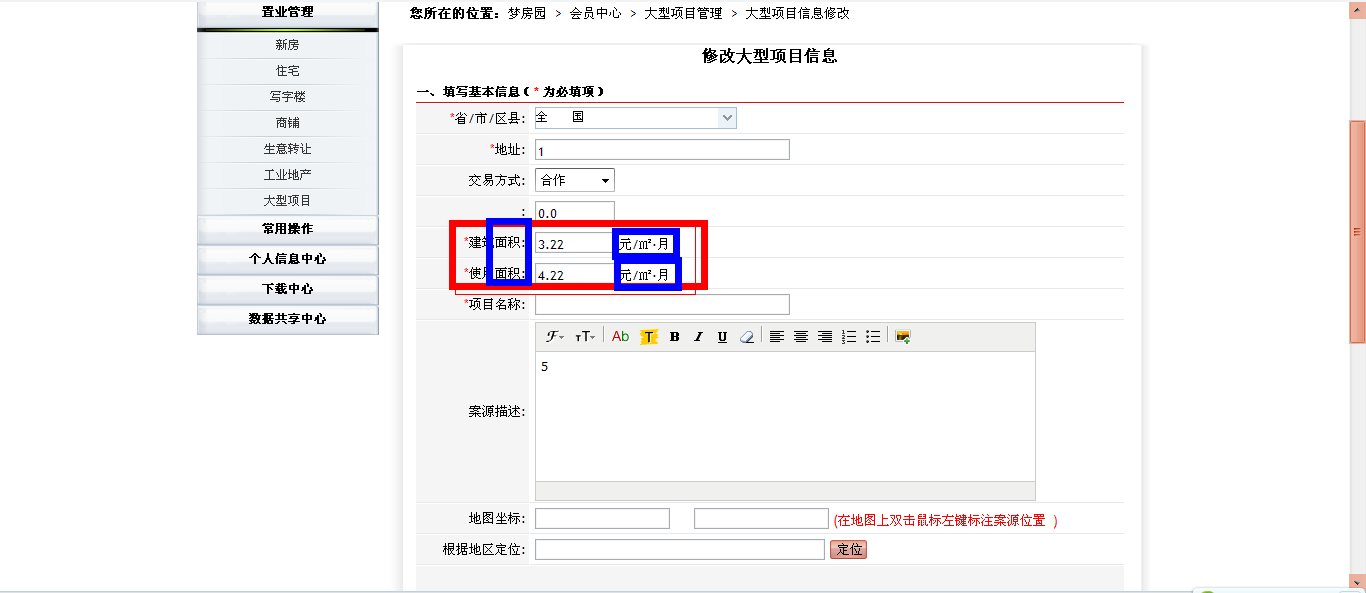 置业管理
新房
住宅
写字楼
商铺
生意转让
工业地产
大型项目
常用操作
个人信息中心
下载中心
数据共享中心
您所在的位置：梦房园 > 会员中心 > 大型项目管理 > 大型项目信息修改
修改大型项目信息
一、填写基本信息（ * 为必填项）
*省/市/区县: 全 国
*地址: 1
交易方式: 合作
: 0.0
*建筑面积: 3.22 元/㎡·月
*使用面积: 4.22 元/㎡·月
*项目名称:
Ab T B I U
5
案源描述:
地图坐标: (在地图上双击鼠标左键标注案源位置 )
根据地区定位: 定位